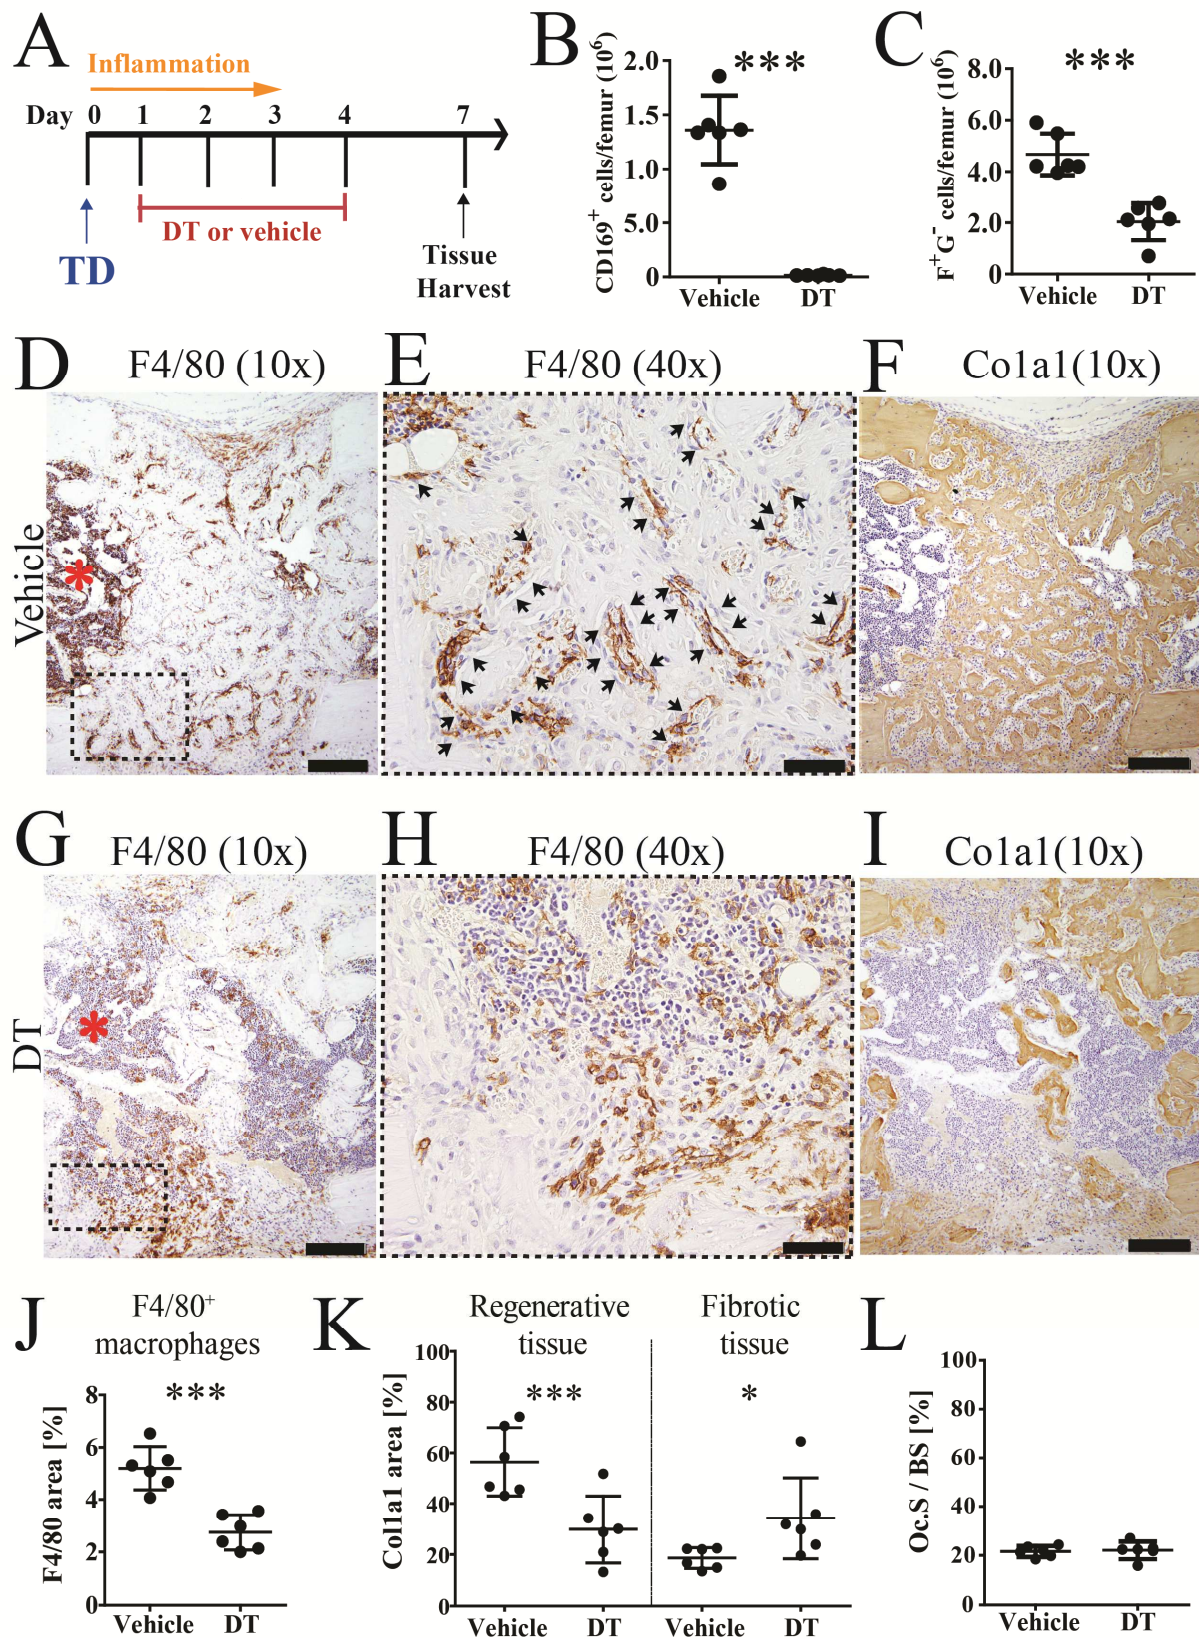 A
Inflammation
Day 0 1 2 3 4 7
DT or vehicle
TD
Tissue
Harvest
B
CD169+ cells/femur (10⁶)
2.0
1.5
1.0
5.0
0
***
Vehicle DT
C
F+G- cells/femur (10⁶)
8.0
6.0
4.0
2.0
0
***
Vehicle DT
Vehicle
D F4/80 (10x)
*
E F4/80 (40x)
F Col1a1(10x)
DT
G F4/80 (10x)
*
H F4/80 (40x)
I Col1a1(10x)
J F4/80+
macrophages
***
F4/80 area [%]
8
6
4
2
0
Vehicle DT
K Regenerative
tissue
Fibrotic
tissue
*** *
Col1a1 area [%]
100
80
60
40
20
0
Vehicle DT Vehicle DT
L
Oc.S / BS [%]
100
80
60
40
20
0
Vehicle DT